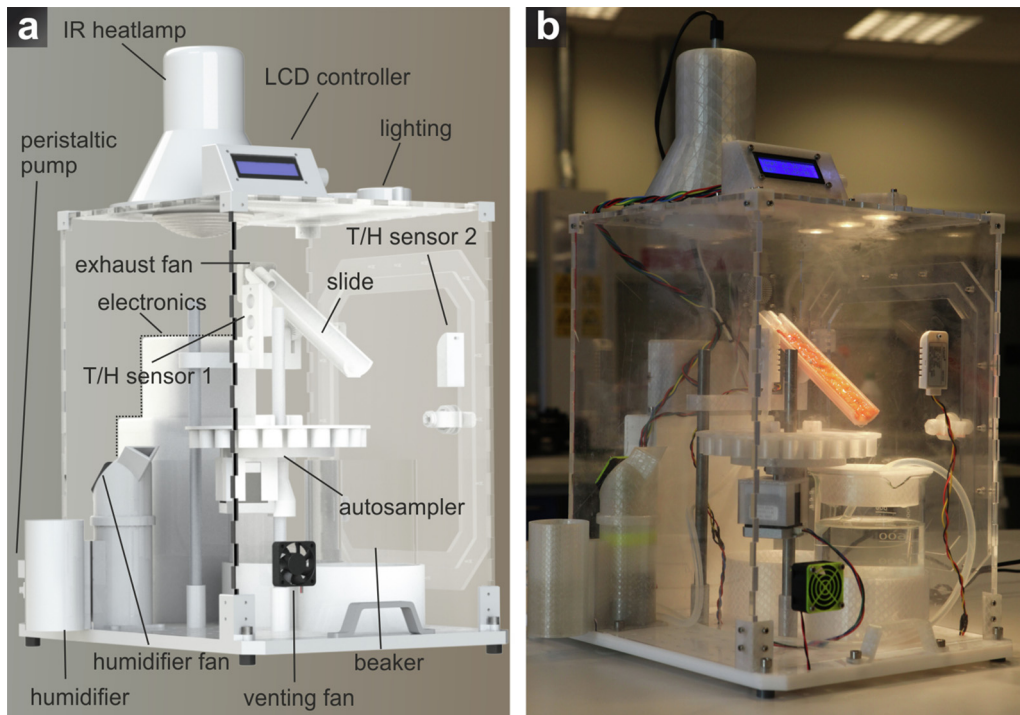 a
IR heatlamp
LCD controller
lighting
peristaltic
pump
T/H sensor 2
exhaust fan
slide
electronics
T/H sensor 1
autosampler
humidifier fan
beaker
humidifier
venting fan
b